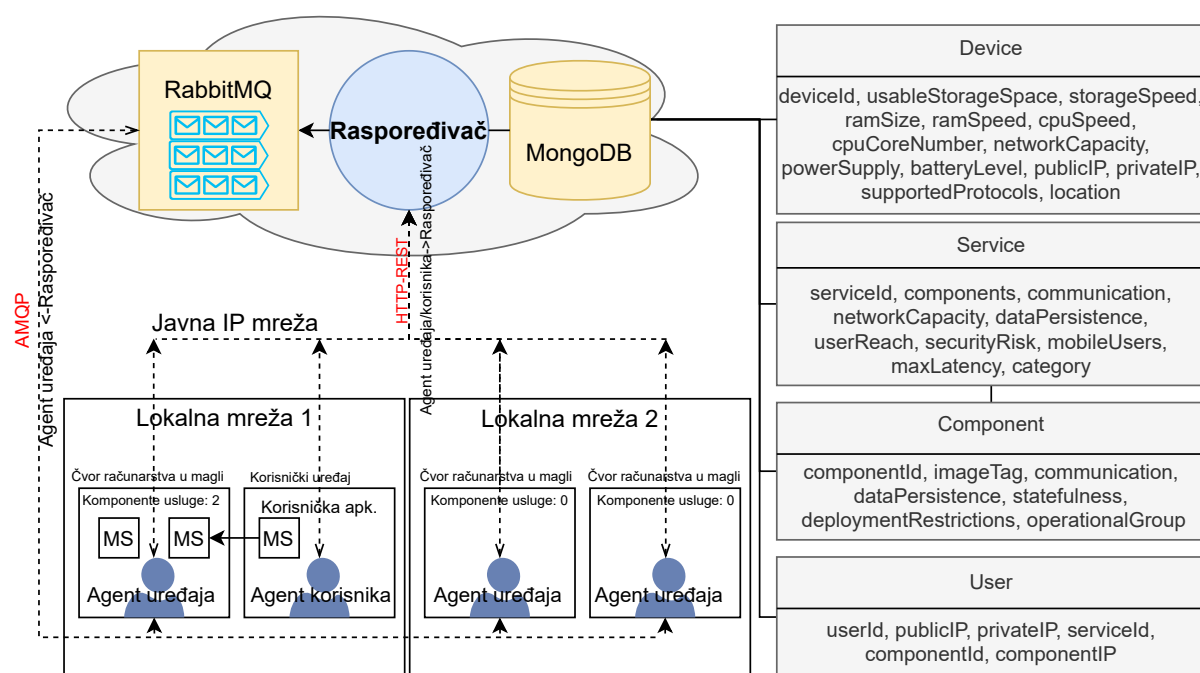 RabbitMQ
Raspoređivač
MongoDB
AMQP
Agent uređaja <-Raspoređivač
HTTP-REST
Agent uređaja/korisnika->Raspoređivač
Javna IP mreža
Lokalna mreža 1
Čvor računarstva u magli
Komponente usluge: 2
MS
MS
Agent uređaja
Korisnički uređaj
Korisnička apk.
MS
Agent korisnika
Lokalna mreža 2
Čvor računarstva u magli
Komponente usluge: 0
Agent uređaja
Čvor računarstva u magli
Komponente usluge: 0
Agent uređaja
Device
deviceId, usableStorageSpace, storageSpeed,
ramSize, ramSpeed, cpuSpeed,
cpuCoreNumber, networkCapacity,
powerSupply, batteryLevel, publicIP, privateIP,
supportedProtocols, location
Service
serviceId, components, communication,
networkCapacity, dataPersistence,
userReach, securityRisk, mobileUsers,
maxLatency, category
Component
componentId, imageTag, communication,
dataPersistence, statefulness,
deploymentRestrictions, operationalGroup
User
userId, publicIP, privateIP, serviceId,
componentId, componentIP